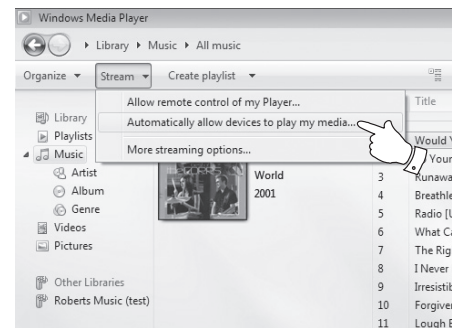 Windows Media Player
Library Music All music
Organize Stream Create playlist
Allow remote control of my Player...
Automatically allow devices to play my media...
More streaming options...
Library
Playlists
Music
Artist
Album
Genre
Videos
Pictures
Other Libraries
Roberts Music (test)
World
2001
Title
Would
Your
3 Runawa
4 Breathle
5 Radio [
6 What Ca
7 The Rig
8 I Never
9 Irresistib
10 Forgive
11 Lough